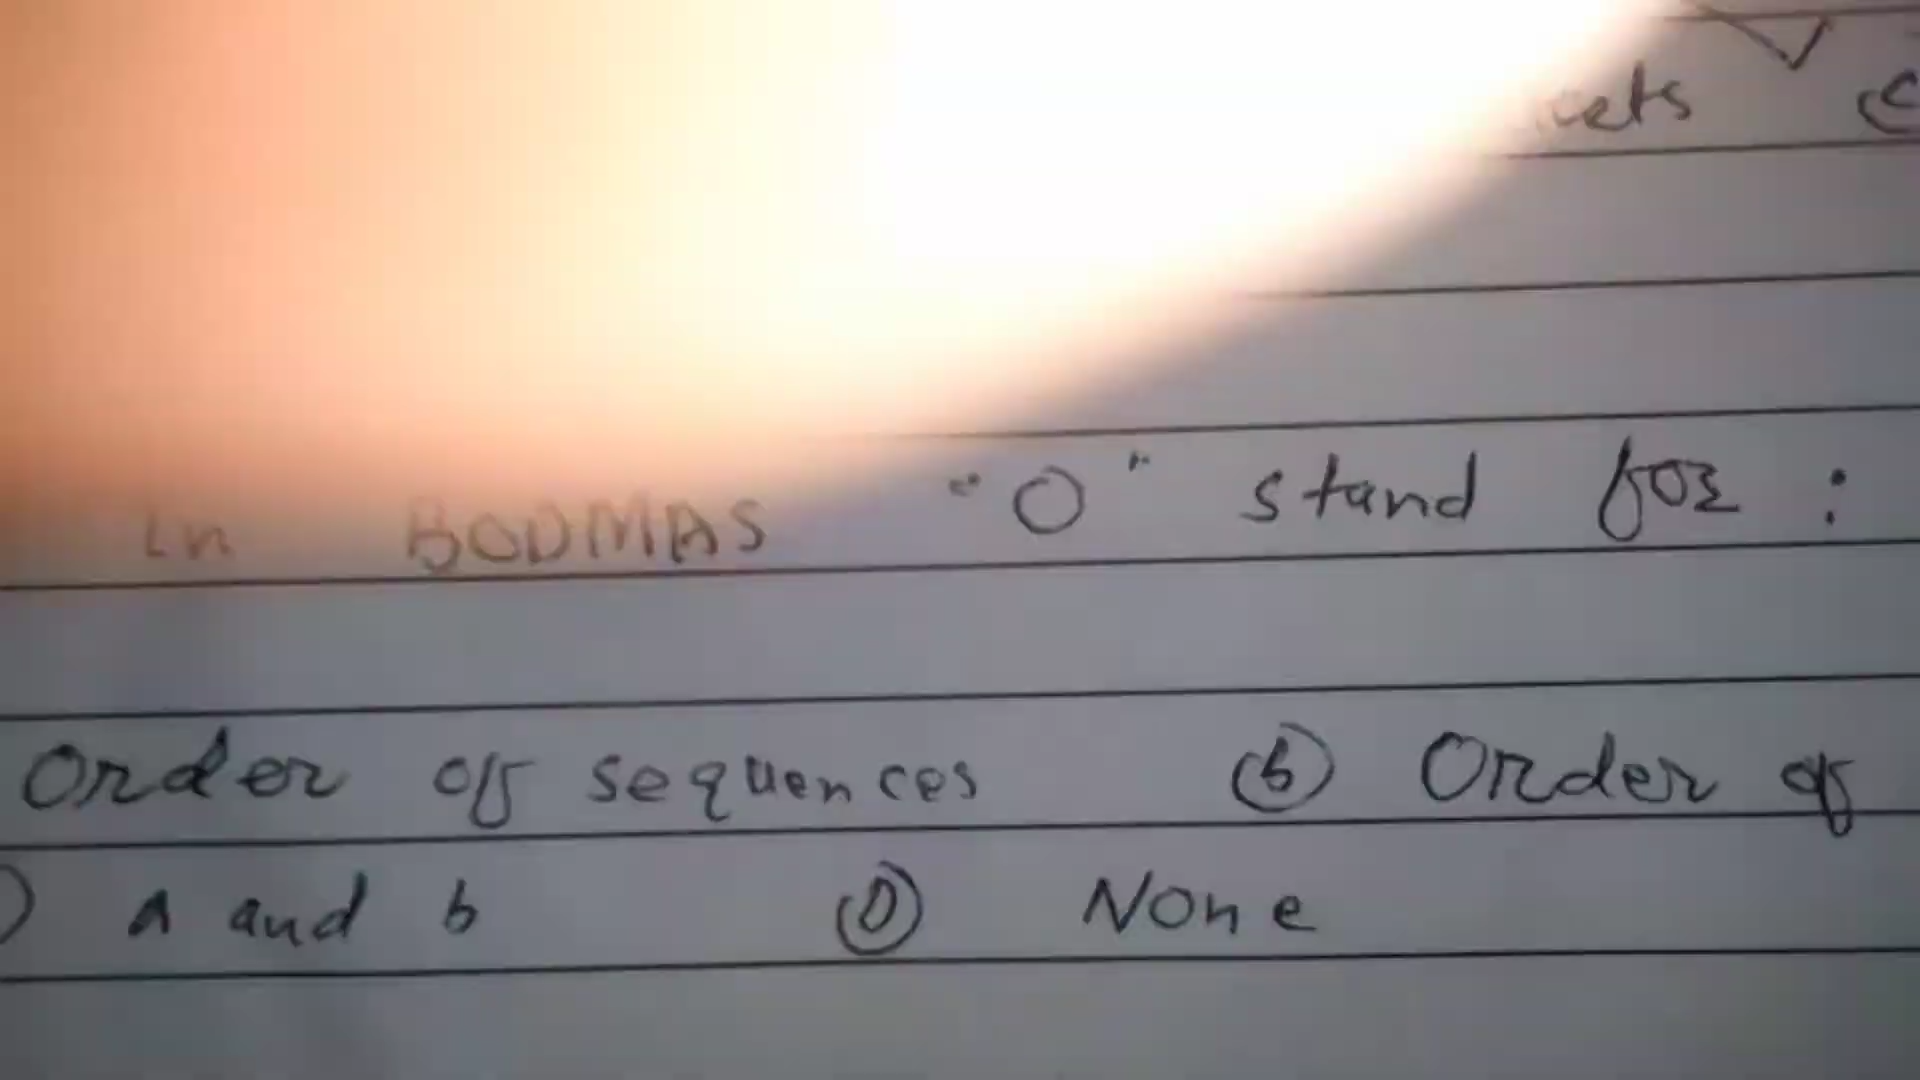 In BODMAS "O" stand for :
Order of sequences (b) Order of
) A and b (D) None